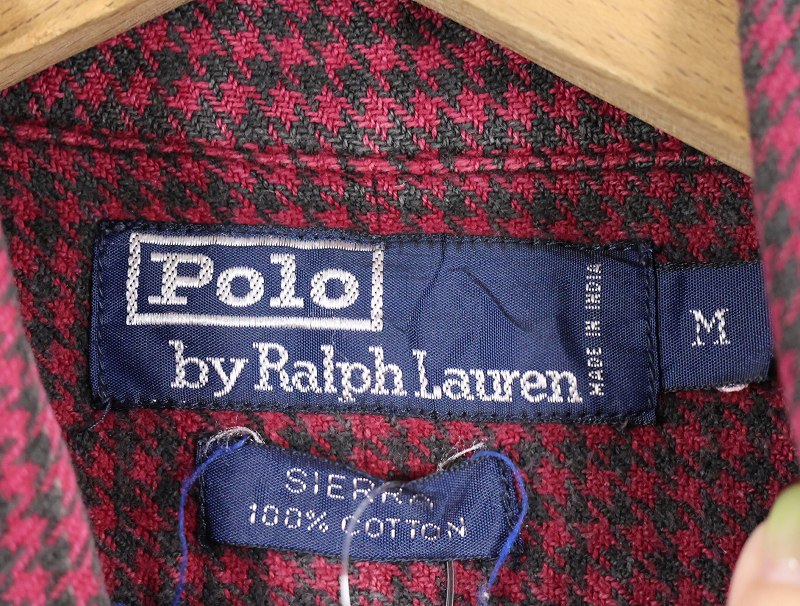 Polo
by Ralph Lauren
MADE IN INDIA
M
SIERRA
100% COTTON